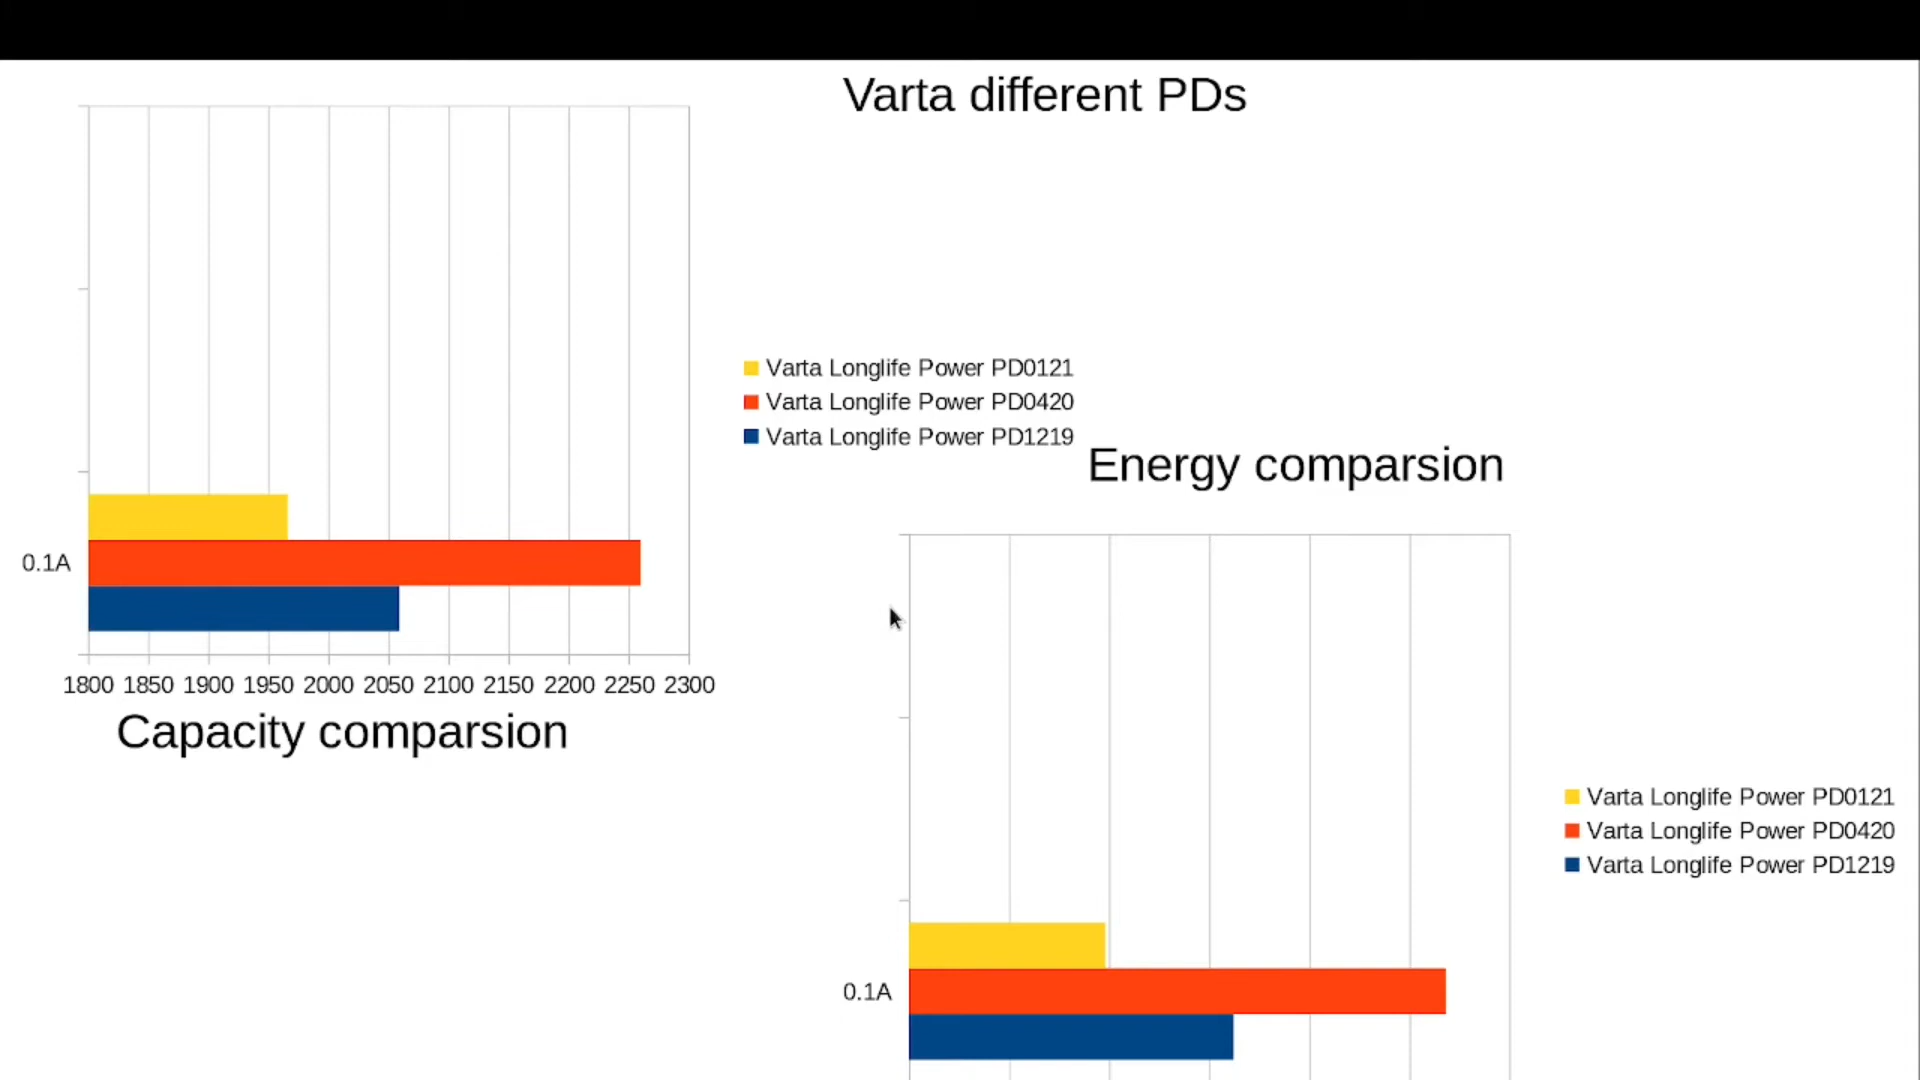 Varta different PDs
Varta Longlife Power PD0121
Varta Longlife Power PD0420
Varta Longlife Power PD1219
0.1A
1800 1850 1900 1950 2000 2050 2100 2150 2200 2250 2300
Capacity comparsion
Energy comparsion
Varta Longlife Power PD0121
Varta Longlife Power PD0420
Varta Longlife Power PD1219
0.1A